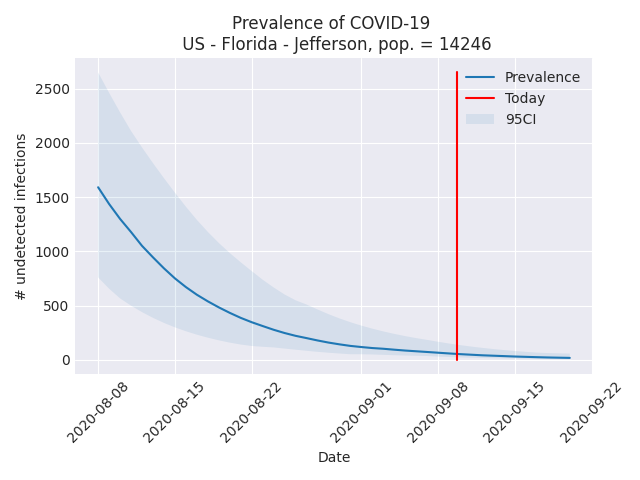 Prevalence of COVID-19
US - Florida - Jefferson, pop. = 14246
Prevalence
Today
95CI
2500
2000
1500
1000
500
0
# undetected infections
2020-08-08
2020-08-15
2020-08-22
2020-09-01
2020-09-08
2020-09-15
2020-09-22
Date